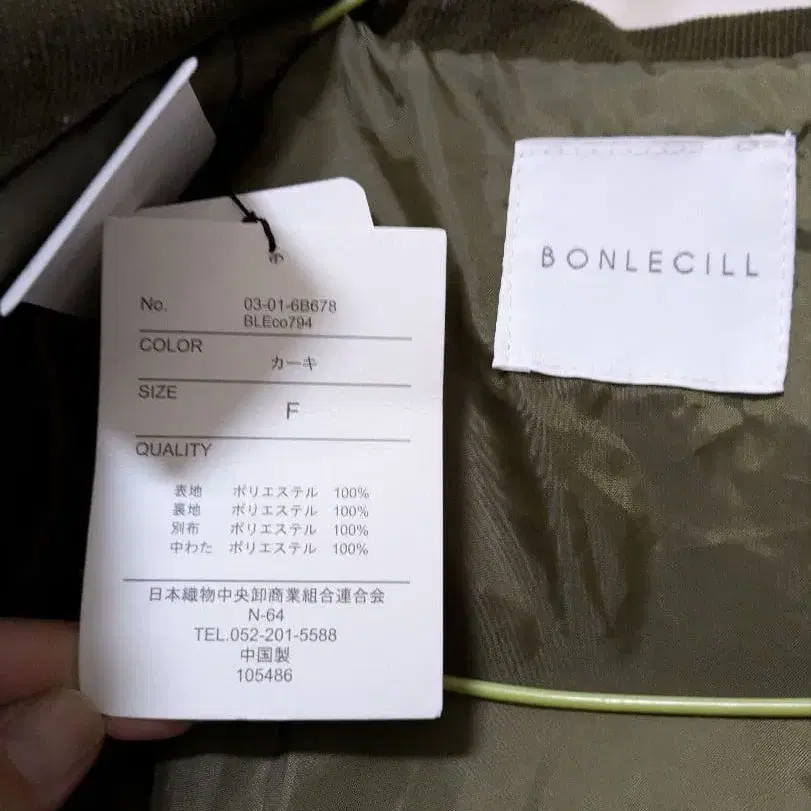 No. 03-01-6B678
BLEco794
COLOR
カーキ
SIZE
F
QUALITY
表地 ポリエステル 100%
裏地 ポリエステル 100%
別布 ポリエステル 100%
中わた ポリエステル 100%
日本織物中央卸商業組合連合会
N-64
TEL.052-201-5588
中国製
105486
BONLECILL